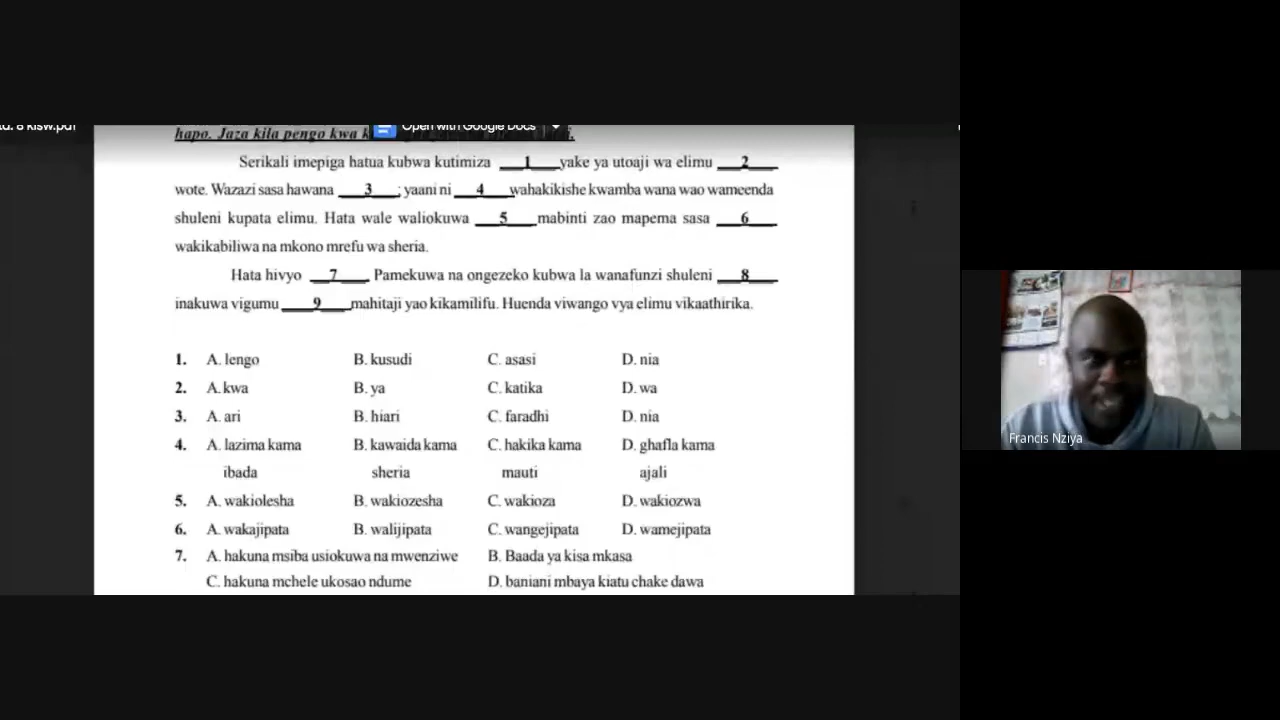 hapo. Jaza kila pengo kwa
Open with Google Docs
Serikali imepiga hatua kubwa kutimiza ___1___yake ya utoaji wa elimu ___2___
wote. Wazazi sasa hawana ___3___; yaani ni ___4___wahakikishe kwamba wana wao wameenda
shuleni kupata elimu. Hata wale waliokuwa ___5___mabinti zao mapema sasa ___6___
wakikabiliwa na mkono mrefu wa sheria.
Hata hivyo ___7___. Pamekuwa na ongezeko kubwa la wanafunzi shuleni ___8___
inakuwa vigumu ___9___mahitaji yao kikamilifu. Huenda viwango vya elimu vikaathirika.
1. A. lengo B. kusudi C. asasi D. nia
2. A. kwa B. ya C. katika D. wa
3. A. ari B. hiari C. faradhi D. nia
4. A. lazima kama B. kawaida kama C. hakika kama D. ghafla kama
ibada sheria mauti ajali
5. A. wakiolesha B. wakiozesha C. wakioza D. wakiozwa
6. A. wakajipata B. walijipata C. wangejipata D. wamejipata
7. A. hakuna msiba usiokuwa na mwenziwe B. Baada ya kisa mkasa
C. hakuna mchele ukosao ndume D. baniani mbaya kiatu chake dawa
Francis Nziya